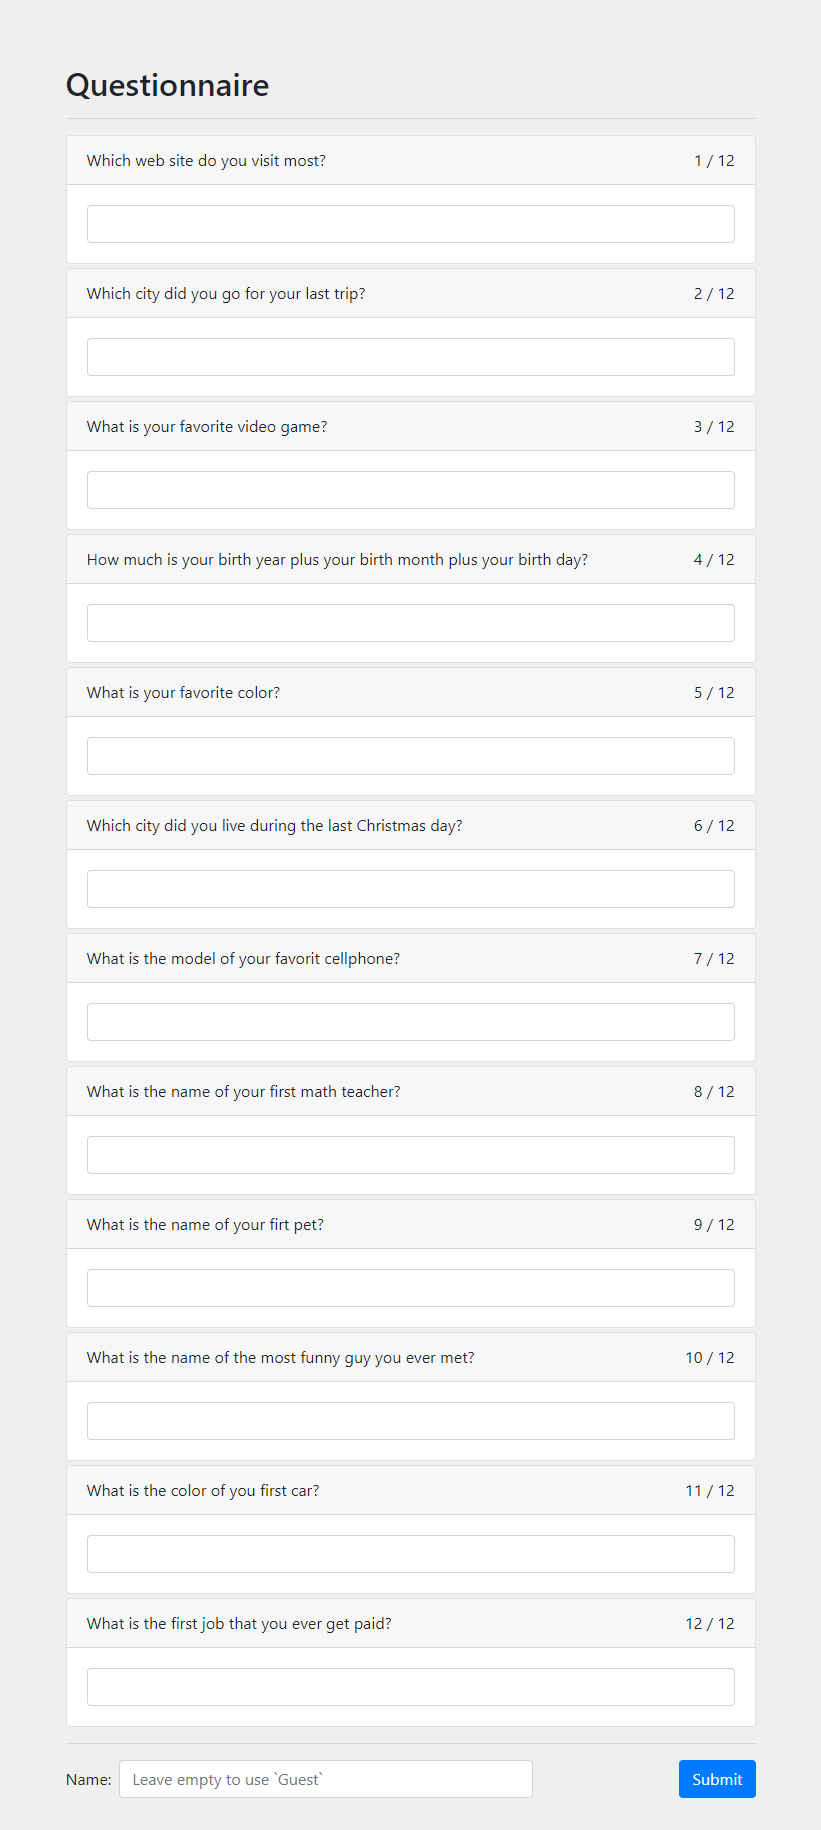 Questionnaire
Which web site do you visit most? 1 / 12
Which city did you go for your last trip? 2 / 12
What is your favorite video game? 3 / 12
How much is your birth year plus your birth month plus your birth day? 4 / 12
What is your favorite color? 5 / 12
Which city did you live during the last Christmas day? 6 / 12
What is the model of your favorit cellphone? 7 / 12
What is the name of your first math teacher? 8 / 12
What is the name of your firt pet? 9 / 12
What is the name of the most funny guy you ever met? 10 / 12
What is the color of you first car? 11 / 12
What is the first job that you ever get paid? 12 / 12
Name: Leave empty to use `Guest` Submit